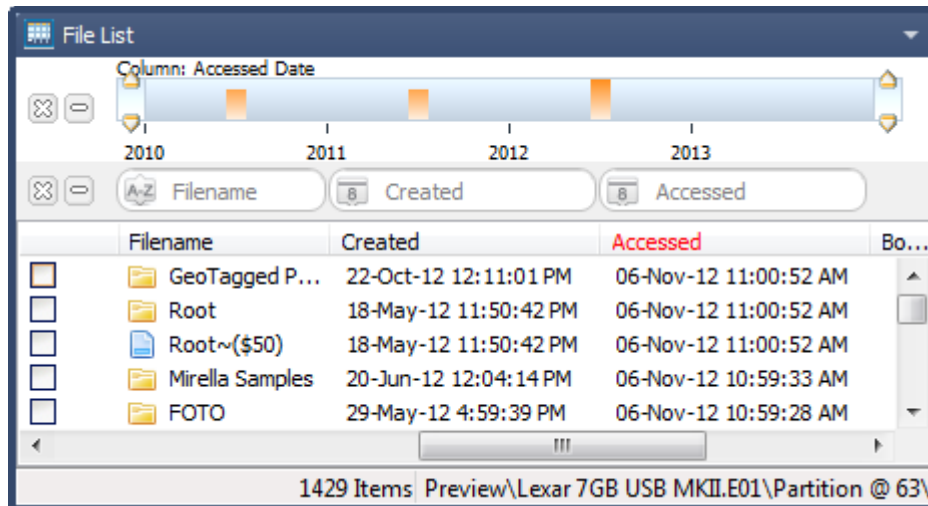 File List
Column: Accessed Date
2010 2011 2012 2013
A-Z Filename 8 Created 8 Accessed
Filename Created Accessed Bo...
GeoTagged P... 22-Oct-12 12:11:01 PM 06-Nov-12 11:00:52 AM
Root 18-May-12 11:50:42 PM 06-Nov-12 11:00:52 AM
Root~($50) 18-May-12 11:50:42 PM 06-Nov-12 11:00:52 AM
Mirella Samples 20-Jun-12 12:04:14 PM 06-Nov-12 10:59:33 AM
FOTO 29-May-12 4:59:39 PM 06-Nov-12 10:59:28 AM
1429 Items Preview\Lexar 7GB USB MKII.E01\Partition @ 63\